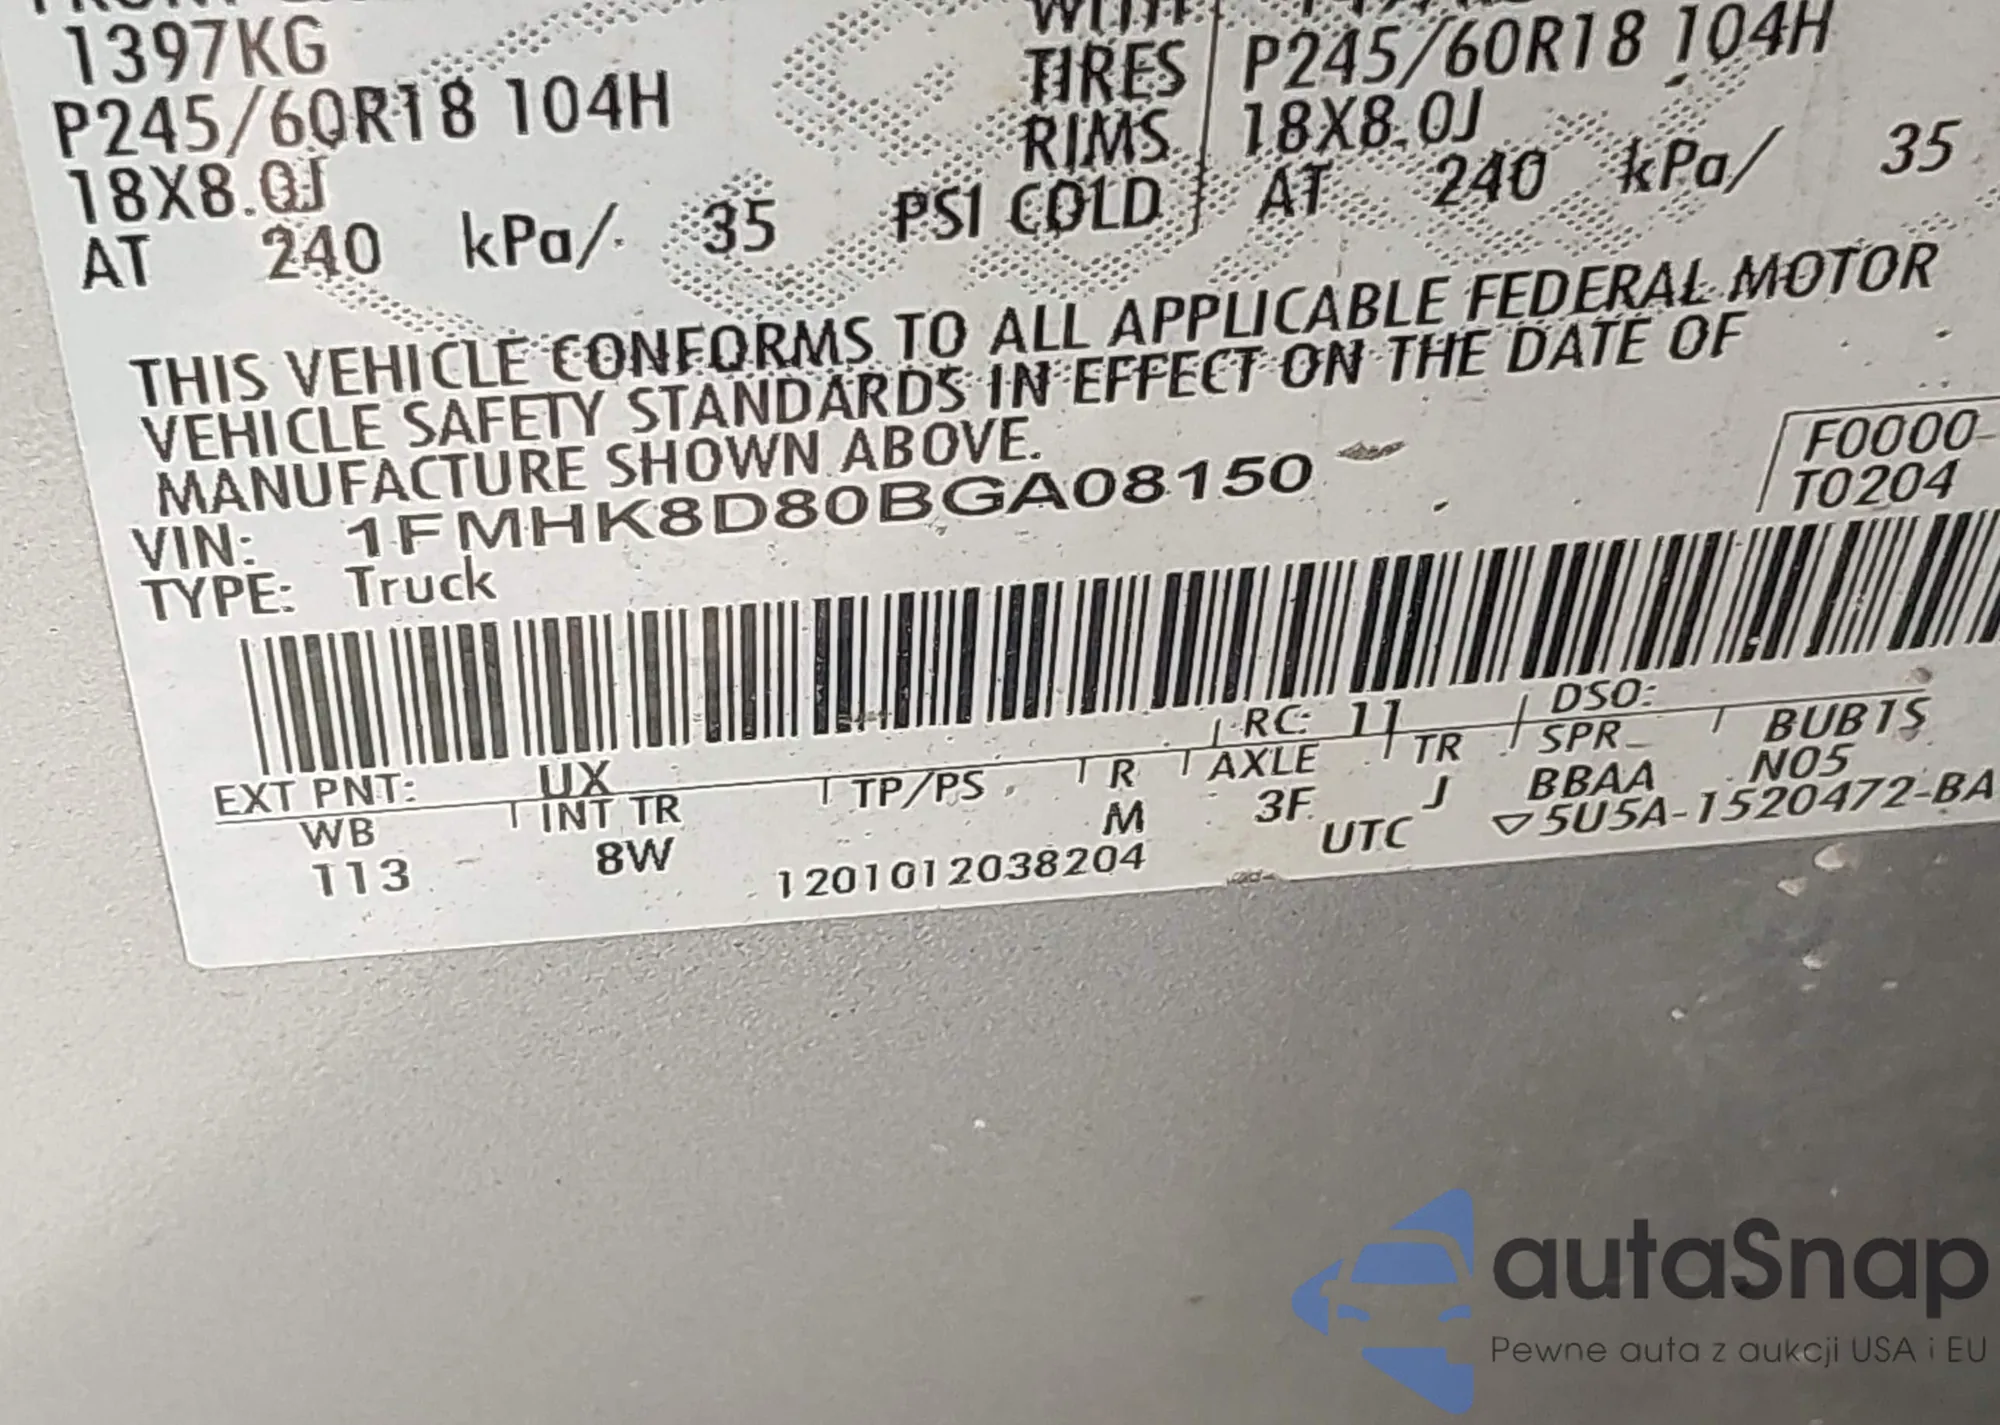 1397KG
P245/60R18 104H
18X8.0J
AT 240 kPa/ 35 PSI COLD
WITH
TIRES
RIMS
P245/60R18 104H
18X8.0J
AT 240 kPa/ 35
THIS VEHICLE CONFORMS TO ALL APPLICABLE FEDERAL MOTOR
VEHICLE SAFETY STANDARDS IN EFFECT ON THE DATE OF
MANUFACTURE SHOWN ABOVE.
F0000-
T0204
VIN: 1FMHK8D80BGA08150
TYPE: Truck
EXT PNT: UX RC: 11 DSO:
WB INT TR TP/PS R AXLE TR SPR BUB1S
113 8W M 3F J BBAA N05
1201012038204 UTC ▽5U5A-1520472-BA
autaSnap
Pewne auta z aukcji USA i EU